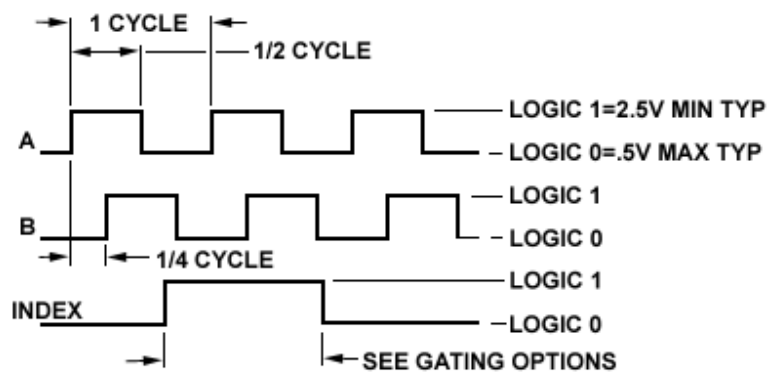 1 CYCLE
1/2 CYCLE
A
LOGIC 1=2.5V MIN TYP
LOGIC 0=.5V MAX TYP
B
LOGIC 1
LOGIC 0
1/4 CYCLE
INDEX
LOGIC 1
LOGIC 0
SEE GATING OPTIONS